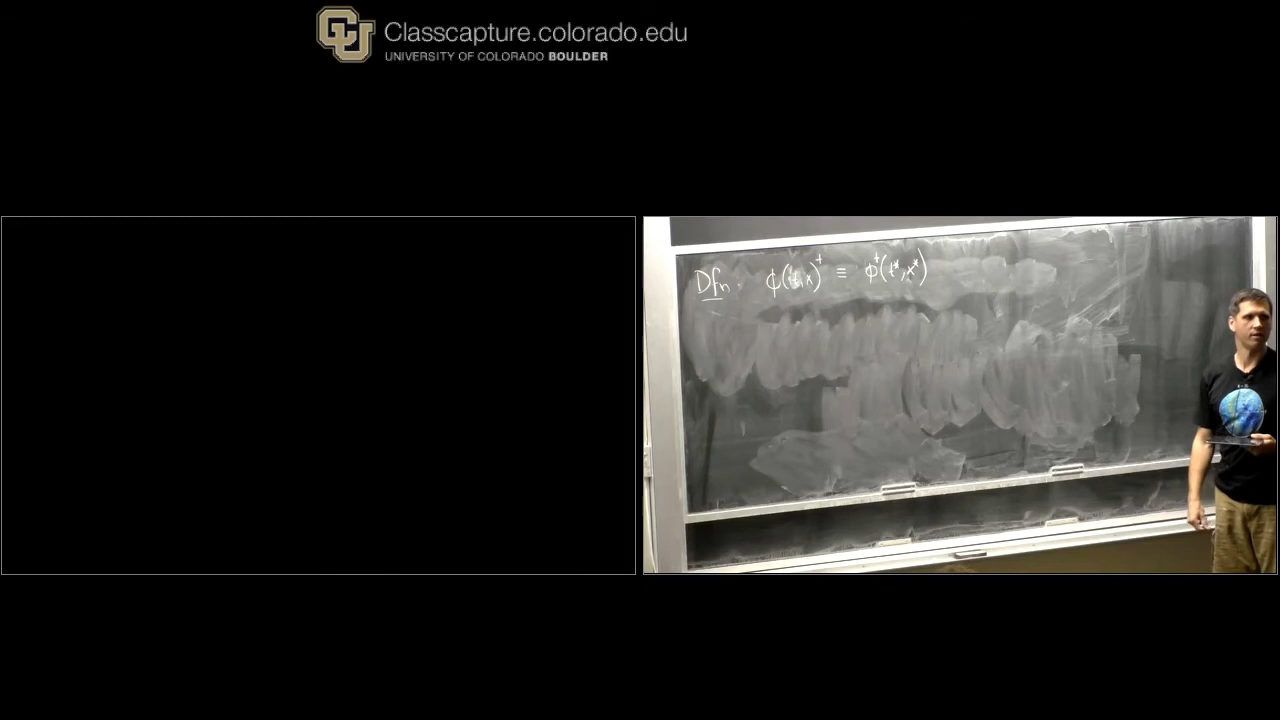 Classcapture.colorado.edu
UNIVERSITY OF COLORADO BOULDER
Dfn. ϕ(t,x)† ≡ ϕ†(t*,x*)